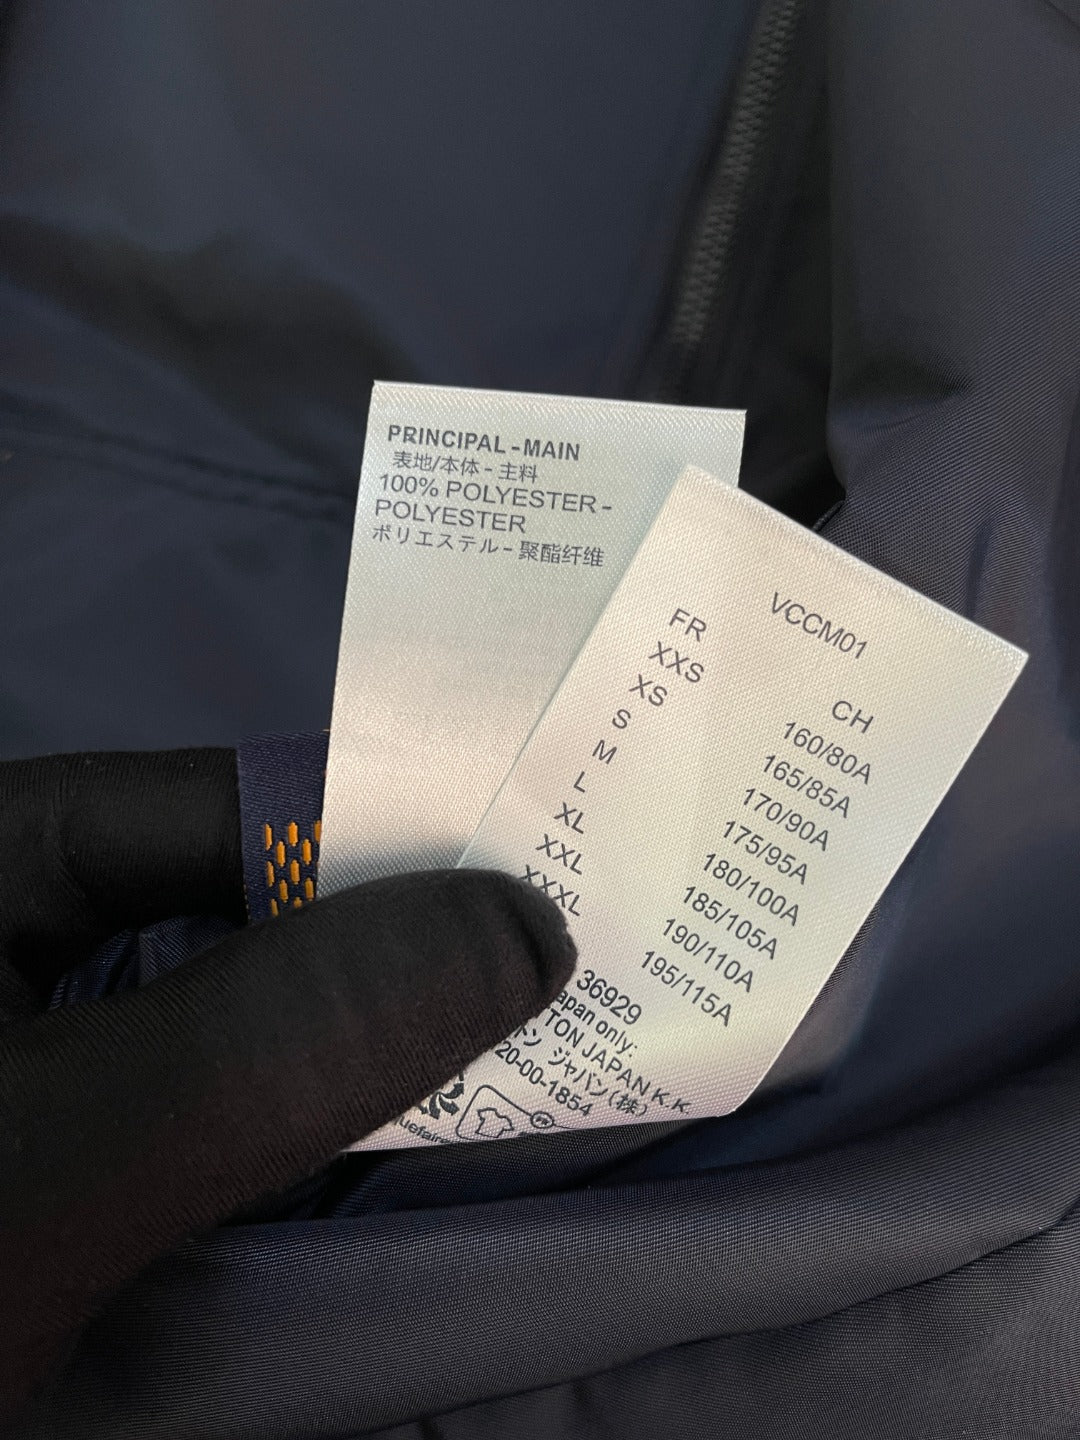 PRINCIPAL - MAIN
表地/本体 - 主料
100% POLYESTER -
POLYESTER
ポリエステル - 聚酯纤维
VCCM01
FR CH
XXS 160/80A
XS 165/85A
S 170/90A
M 175/95A
L 180/100A
XL 185/105A
XXL 190/110A
XXXL 195/115A
36929
apan only:
TON JAPAN K.K.
トン ジャパン(株)
20-00-1854
FR